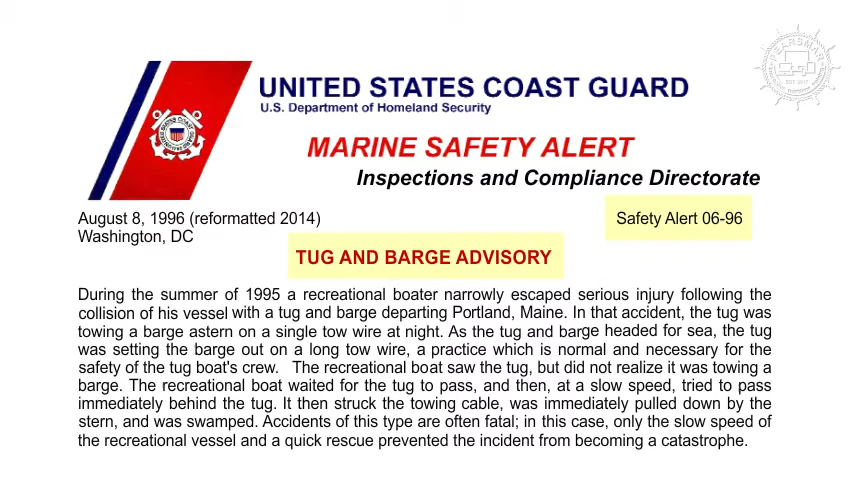 PEARSMAR
EST. 2017
UNITED STATES COAST GUARD
U.S. Department of Homeland Security
MARINE SAFETY ALERT
Inspections and Compliance Directorate
August 8, 1996 (reformatted 2014)
Safety Alert 06-96
Washington, DC
TUG AND BARGE ADVISORY
During the summer of 1995 a recreational boater narrowly escaped serious injury following the
collision of his vessel with a tug and barge departing Portland, Maine. In that accident, the tug was
towing a barge astern on a single tow wire at night. As the tug and barge headed for sea, the tug
was setting the barge out on a long tow wire, a practice which is normal and necessary for the
safety of the tug boat's crew. The recreational boat saw the tug, but did not realize it was towing a
barge. The recreational boat waited for the tug to pass, and then, at a slow speed, tried to pass
immediately behind the tug. It then struck the towing cable, was immediately pulled down by the
stern, and was swamped. Accidents of this type are often fatal; in this case, only the slow speed of
the recreational vessel and a quick rescue prevented the incident from becoming a catastrophe.